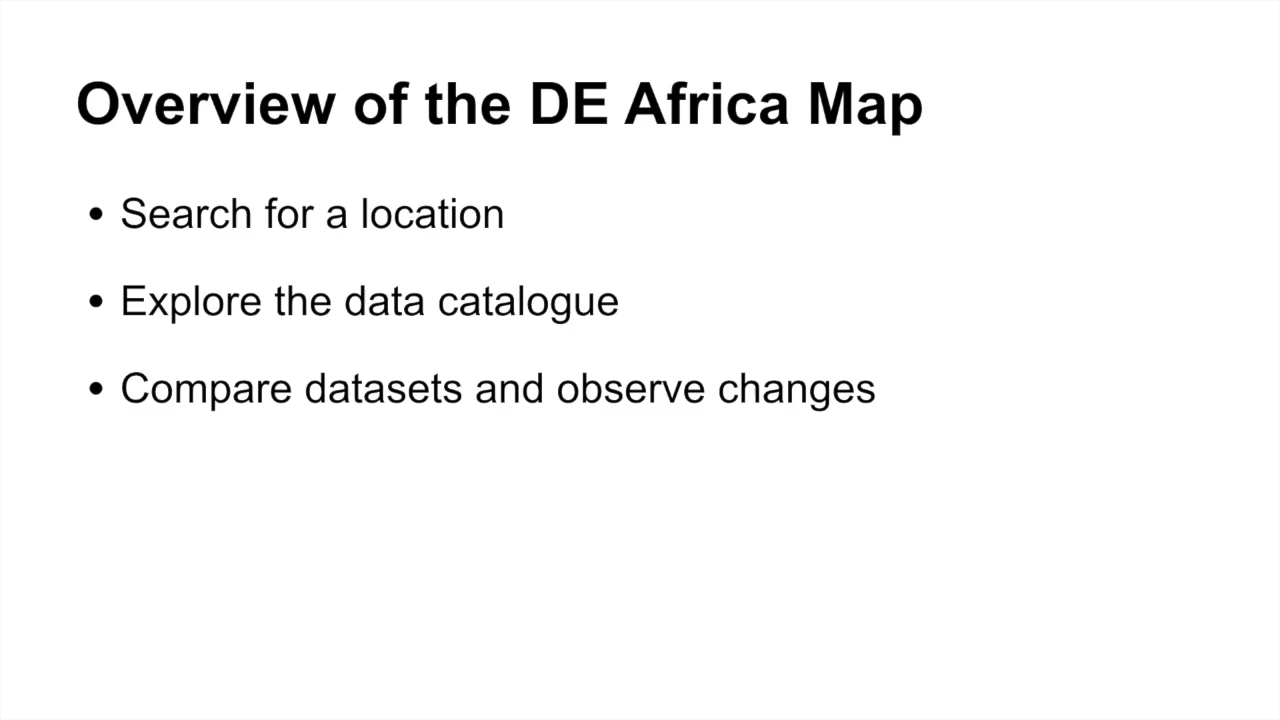 Overview of the DE Africa Map
• Search for a location
• Explore the data catalogue
• Compare datasets and observe changes